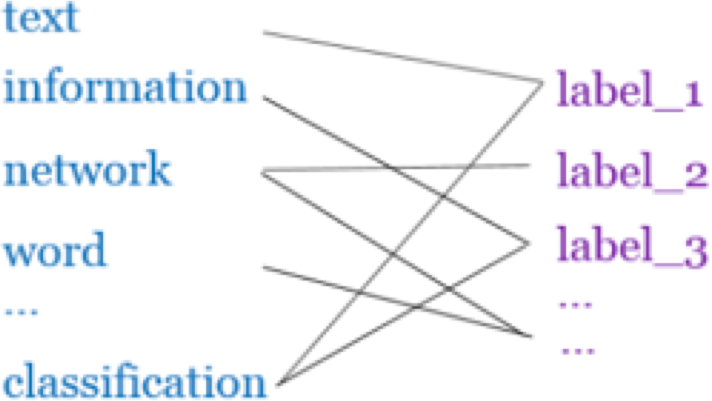 text
information
network
word
...
classification
label_1
label_2
label_3
...
...